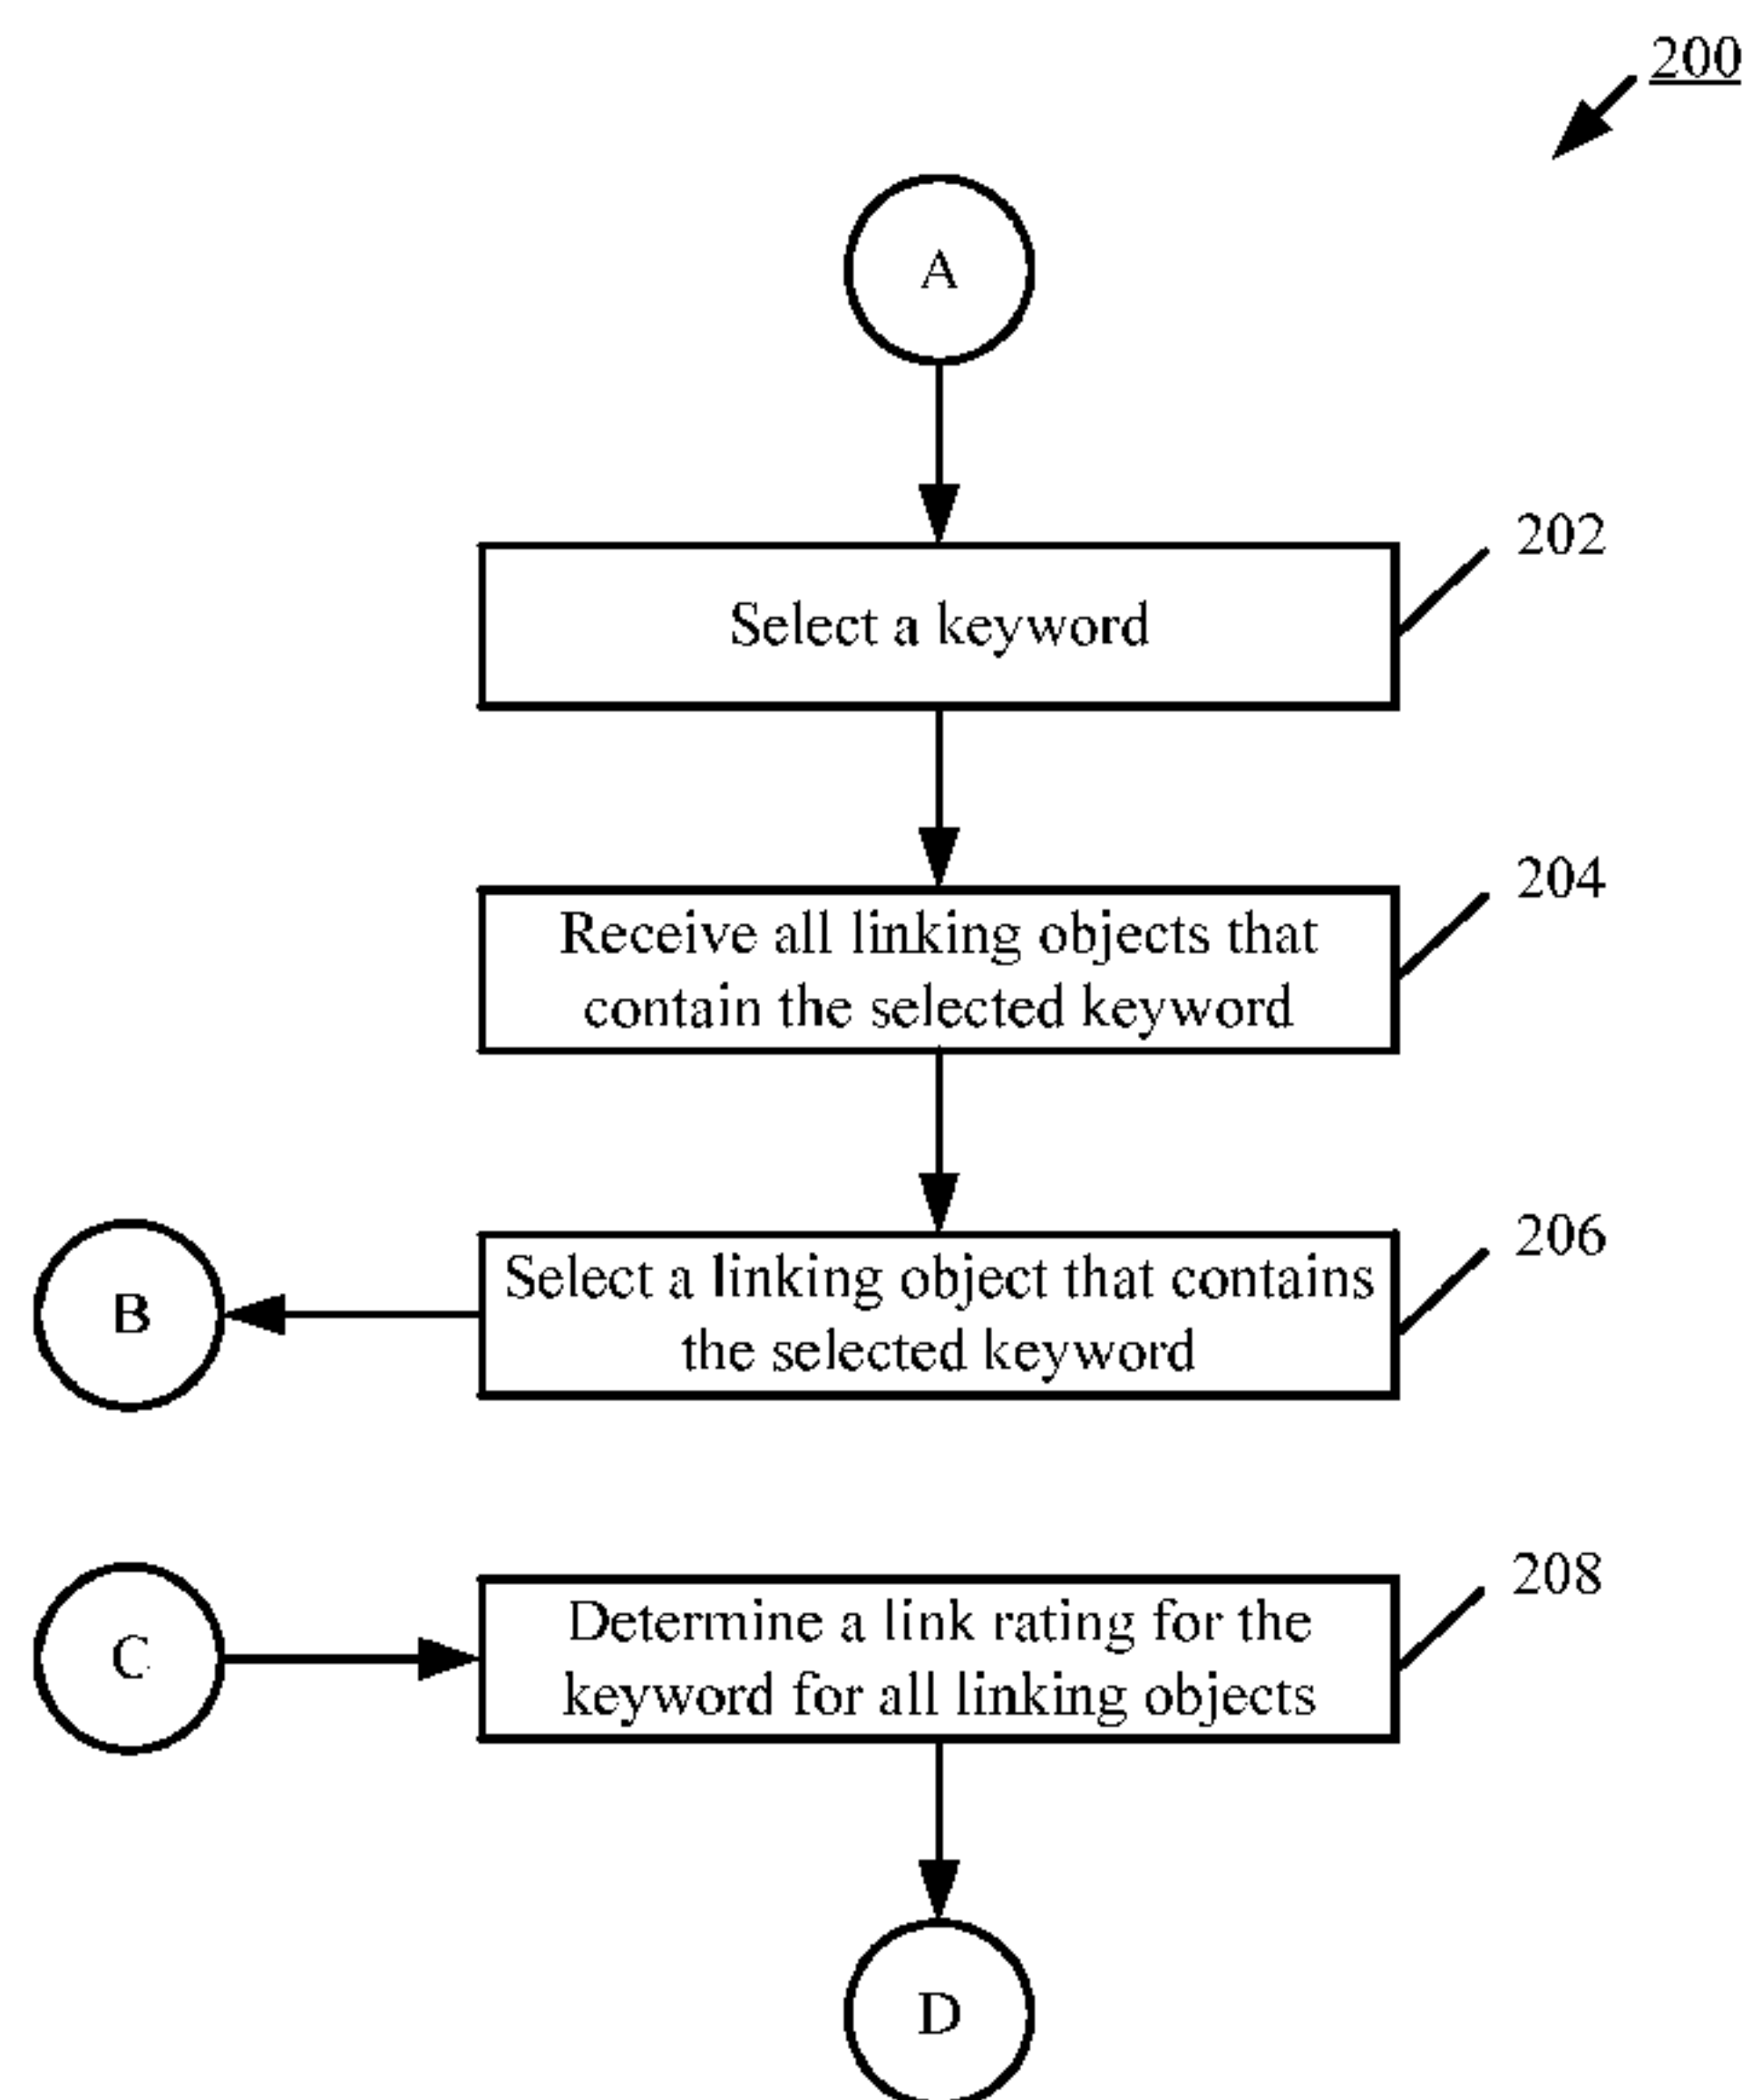 200
A
202
Select a keyword
204
Receive all linking objects that
contain the selected keyword
206
Select a linking object that contains
the selected keyword
B
208
C
Determine a link rating for the
keyword for all linking objects
D